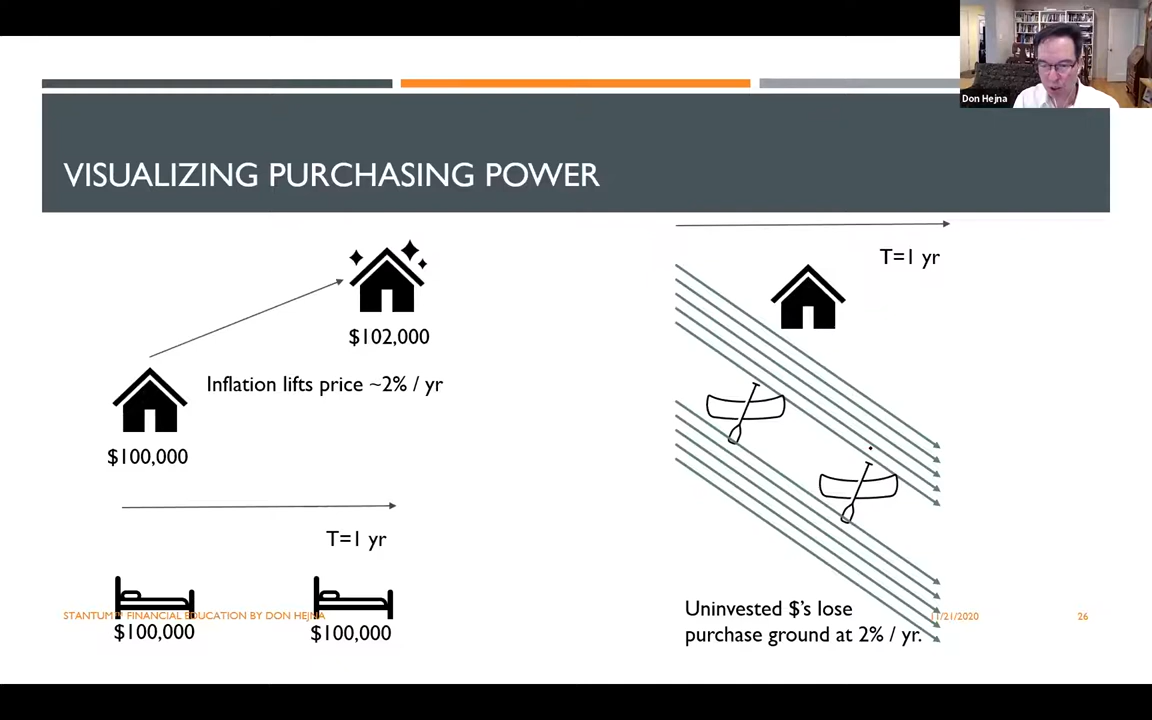 Don Hejna
VISUALIZING PURCHASING POWER
$102,000
Inflation lifts price ~2% / yr
$100,000
T=1 yr
$100,000
$100,000
T=1 yr
Uninvested $'s lose
purchase ground at 2% / yr.
STANTUM'N FINANCIAL EDUCATION BY DON HEJNA
11/21/2020
26